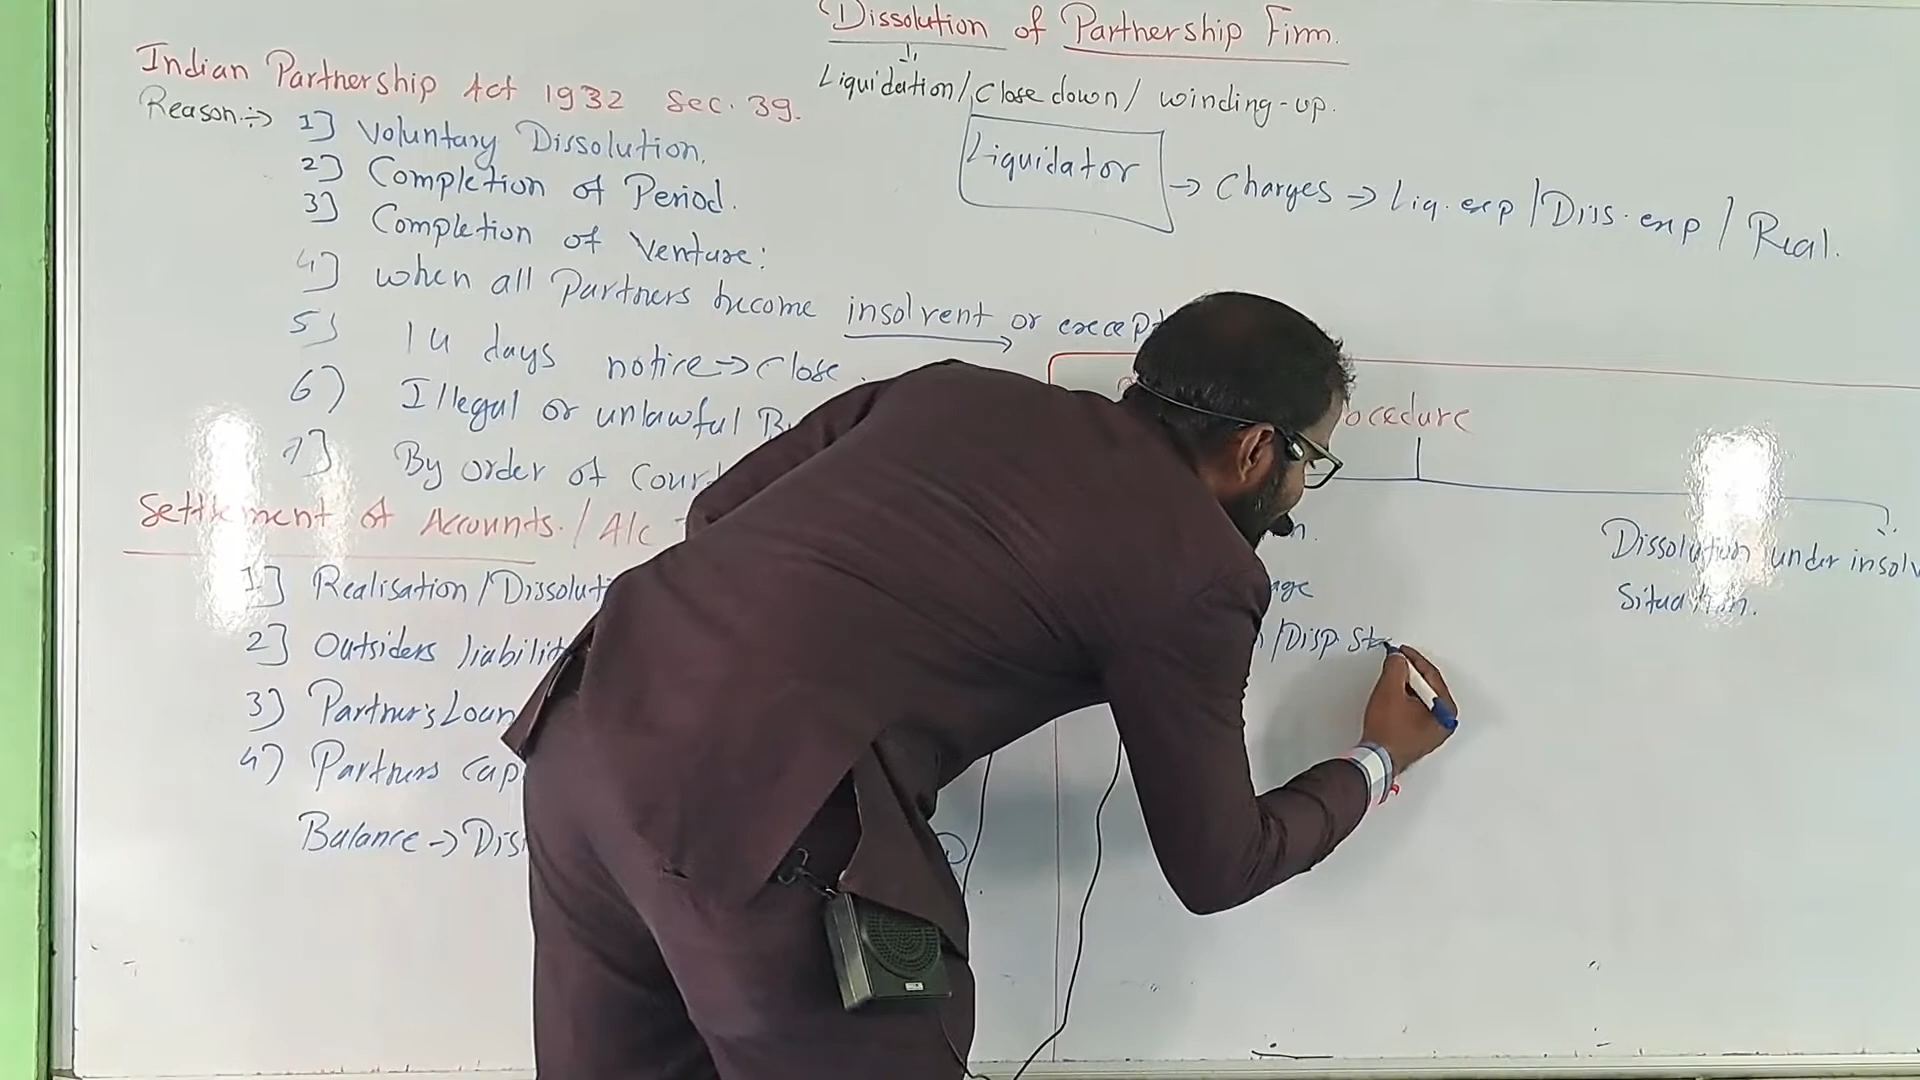 Dissolution of Partnership Firm.
Liquidation/Close down/ winding-up.
Liquidator → Charges → Liq. exp /Diss. exp / Real.
Indian Partnership Act 1932 Sec. 39.
Reason:→ 1] Voluntary Dissolution.
2] Completion of Period.
3] Completion of Venture:
4] when all Partners become insolvent or except
5] 14 days notice → Close.
6) Illegal or unlawful B
7] By order of Cour
Settlement of Accounts. / A/c
1] Realisation /Dissoluti
2] Outsiders liabilit
3) Partner's Loan
4) Partners Cap
Balance → Dis
ocedure
n.
Dissolution under insolv
Situation.
age
/Disp. St